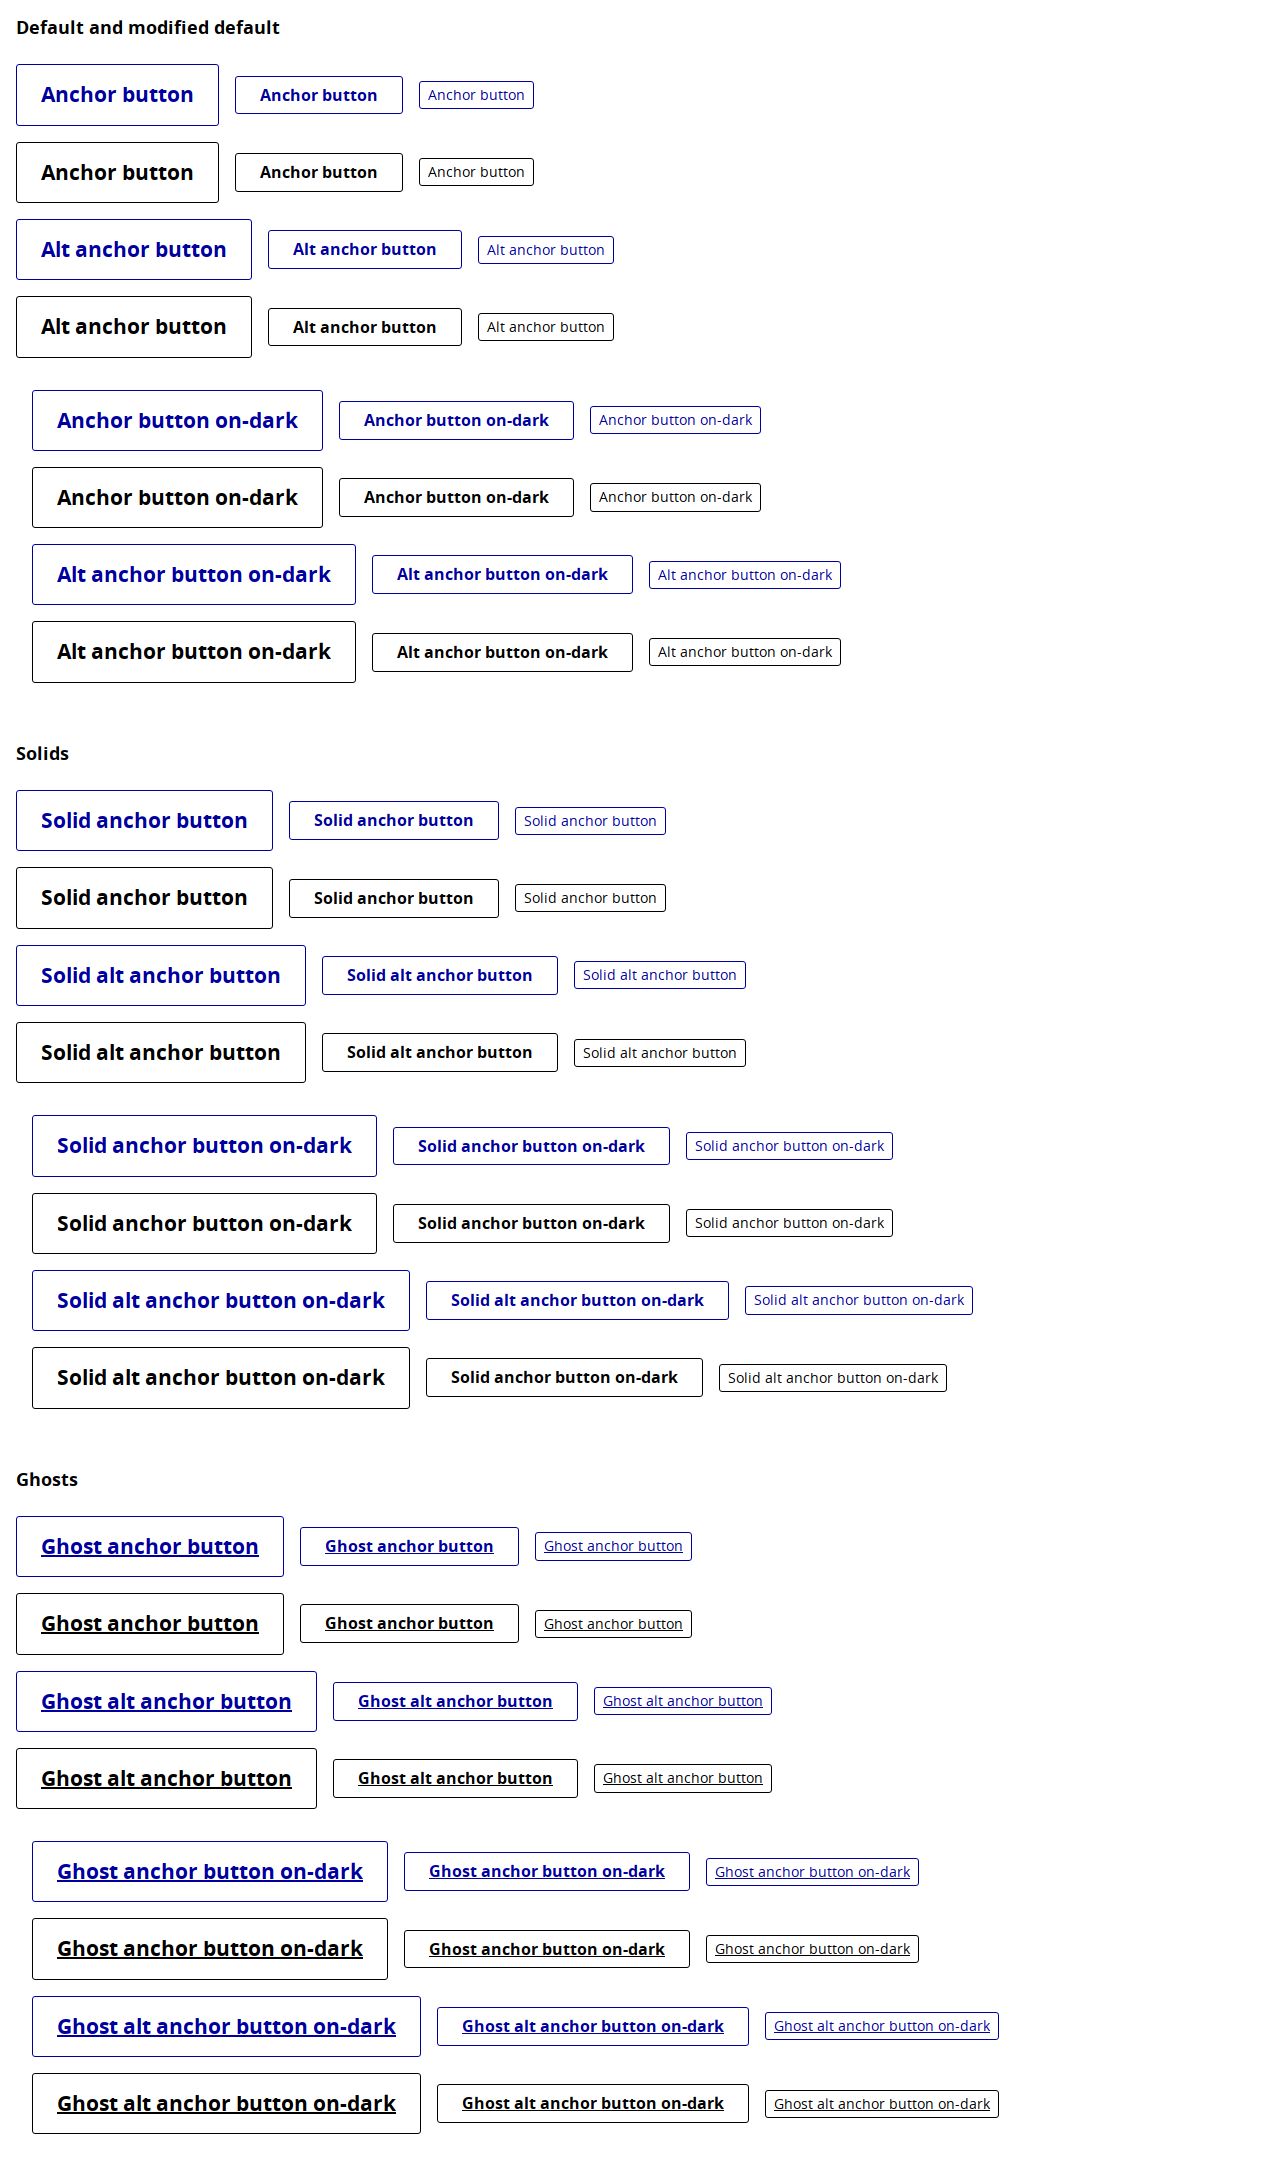 Default and modified default
Anchor button Anchor button Anchor button
Anchor button Anchor button Anchor button
Alt anchor button Alt anchor button Alt anchor button
Alt anchor button Alt anchor button Alt anchor button
Anchor button on-dark Anchor button on-dark Anchor button on-dark
Anchor button on-dark Anchor button on-dark Anchor button on-dark
Alt anchor button on-dark Alt anchor button on-dark Alt anchor button on-dark
Alt anchor button on-dark Alt anchor button on-dark Alt anchor button on-dark
Solids
Solid anchor button Solid anchor button Solid anchor button
Solid anchor button Solid anchor button Solid anchor button
Solid alt anchor button Solid alt anchor button Solid alt anchor button
Solid alt anchor button Solid alt anchor button Solid alt anchor button
Solid anchor button on-dark Solid anchor button on-dark Solid anchor button on-dark
Solid anchor button on-dark Solid anchor button on-dark Solid anchor button on-dark
Solid alt anchor button on-dark Solid alt anchor button on-dark Solid alt anchor button on-dark
Solid alt anchor button on-dark Solid anchor button on-dark Solid alt anchor button on-dark
Ghosts
Ghost anchor button Ghost anchor button Ghost anchor button
Ghost anchor button Ghost anchor button Ghost anchor button
Ghost alt anchor button Ghost alt anchor button Ghost alt anchor button
Ghost alt anchor button Ghost alt anchor button Ghost alt anchor button
Ghost anchor button on-dark Ghost anchor button on-dark Ghost anchor button on-dark
Ghost anchor button on-dark Ghost anchor button on-dark Ghost anchor button on-dark
Ghost alt anchor button on-dark Ghost alt anchor button on-dark Ghost alt anchor button on-dark
Ghost alt anchor button on-dark Ghost alt anchor button on-dark Ghost alt anchor button on-dark